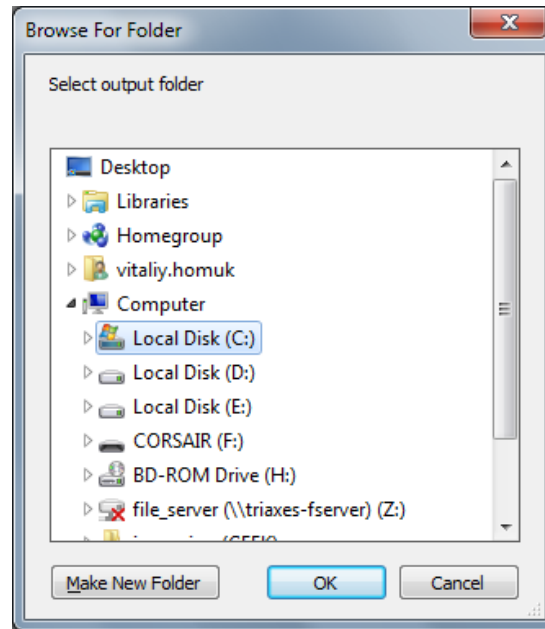 Browse For Folder
Select output folder
Desktop
Libraries
Homegroup
vitaliy.homuk
Computer
Local Disk (C:)
Local Disk (D:)
Local Disk (E:)
CORSAIR (F:)
BD-ROM Drive (H:)
file_server (\\triaxes-fserver) (Z:)
Make New Folder
OK
Cancel